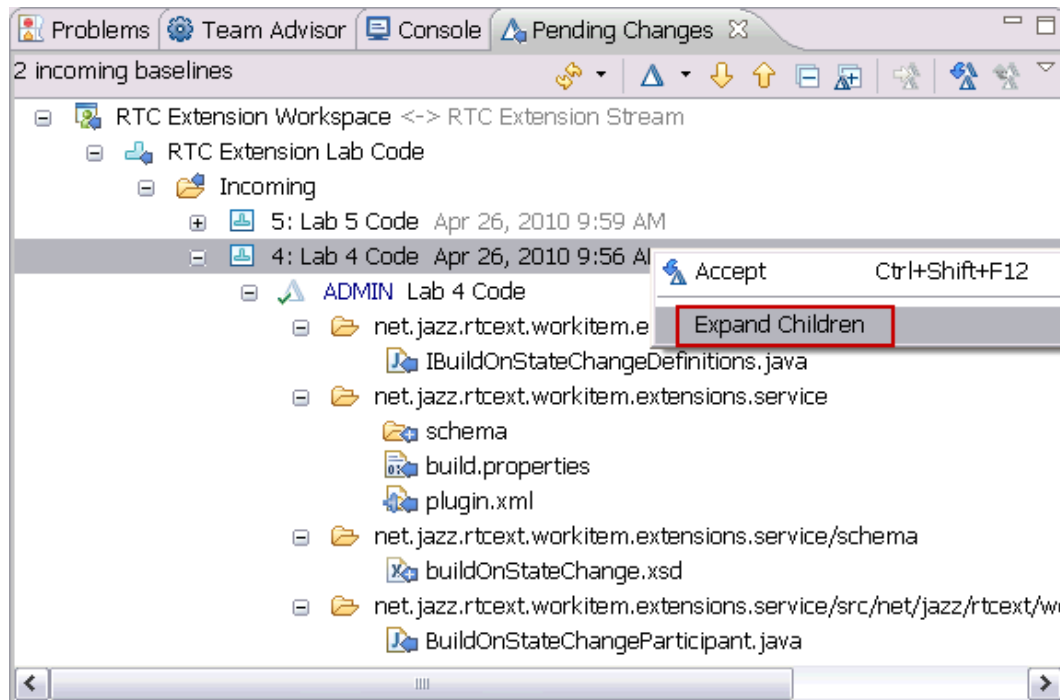 Problems Team Advisor Console Pending Changes
2 incoming baselines
RTC Extension Workspace <-> RTC Extension Stream
RTC Extension Lab Code
Incoming
5: Lab 5 Code Apr 26, 2010 9:59 AM
4: Lab 4 Code Apr 26, 2010 9:56
Accept Ctrl+Shift+F12
ADMIN Lab 4 Code
Expand Children
net.jazz.rtcext.workitem.e
IBuildOnStateChangeDefinitions.java
net.jazz.rtcext.workitem.extensions.service
schema
build.properties
plugin.xml
net.jazz.rtcext.workitem.extensions.service/schema
buildOnStateChange.xsd
net.jazz.rtcext.workitem.extensions.service/src/net/jazz/rtcext/w
BuildOnStateChangeParticipant.java